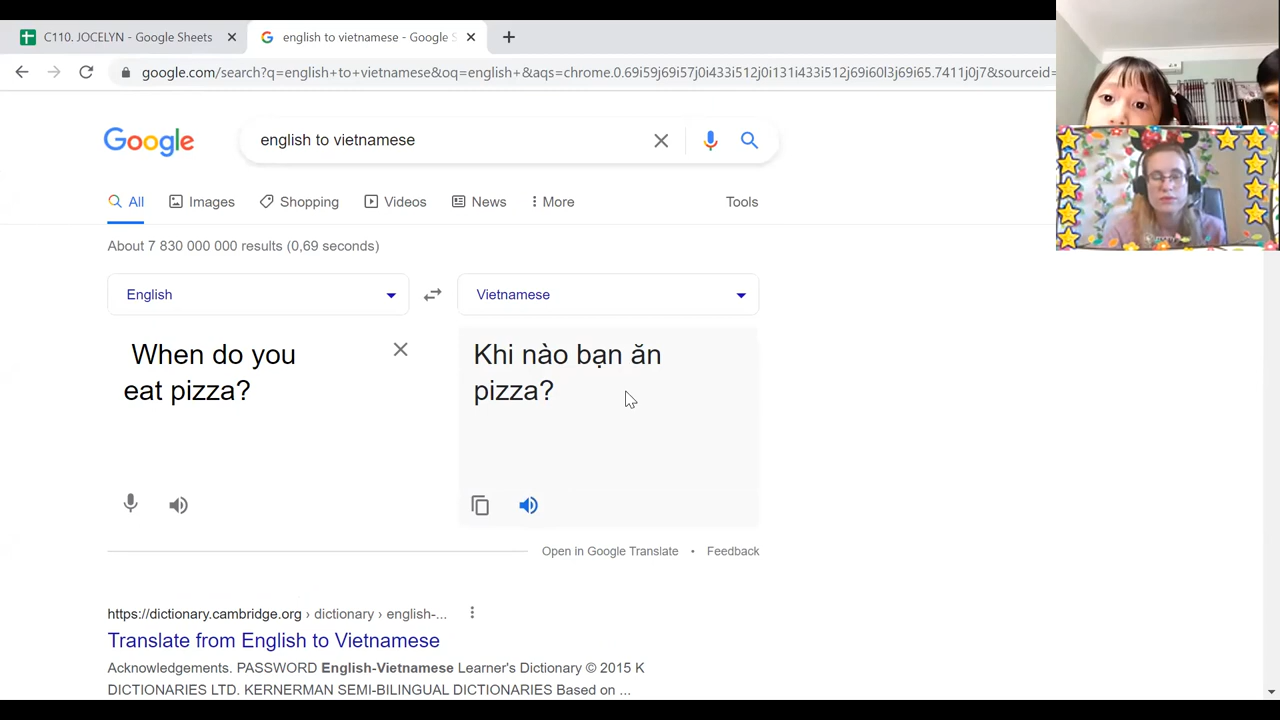 C110. JOCELYN - Google Sheets
english to vietnamese - Google S
google.com/search?q=english+to+vietnamese&oq=english+&aqs=chrome.0.69i59j69i57j0i433i512j0i131i433i512j69i60l3j69i65.7411j0j7&sourceid=
Google
english to vietnamese
All Images Shopping Videos News More Tools
About 7 830 000 000 results (0,69 seconds)
English
Vietnamese
When do you
eat pizza?
Khi nào bạn ăn
pizza?
Open in Google Translate • Feedback
https://dictionary.cambridge.org › dictionary › english-...
Translate from English to Vietnamese
Acknowledgements. PASSWORD English-Vietnamese Learner's Dictionary © 2015 K
DICTIONARIES LTD. KERNERMAN SEMI-BILINGUAL DICTIONARIES Based on ...